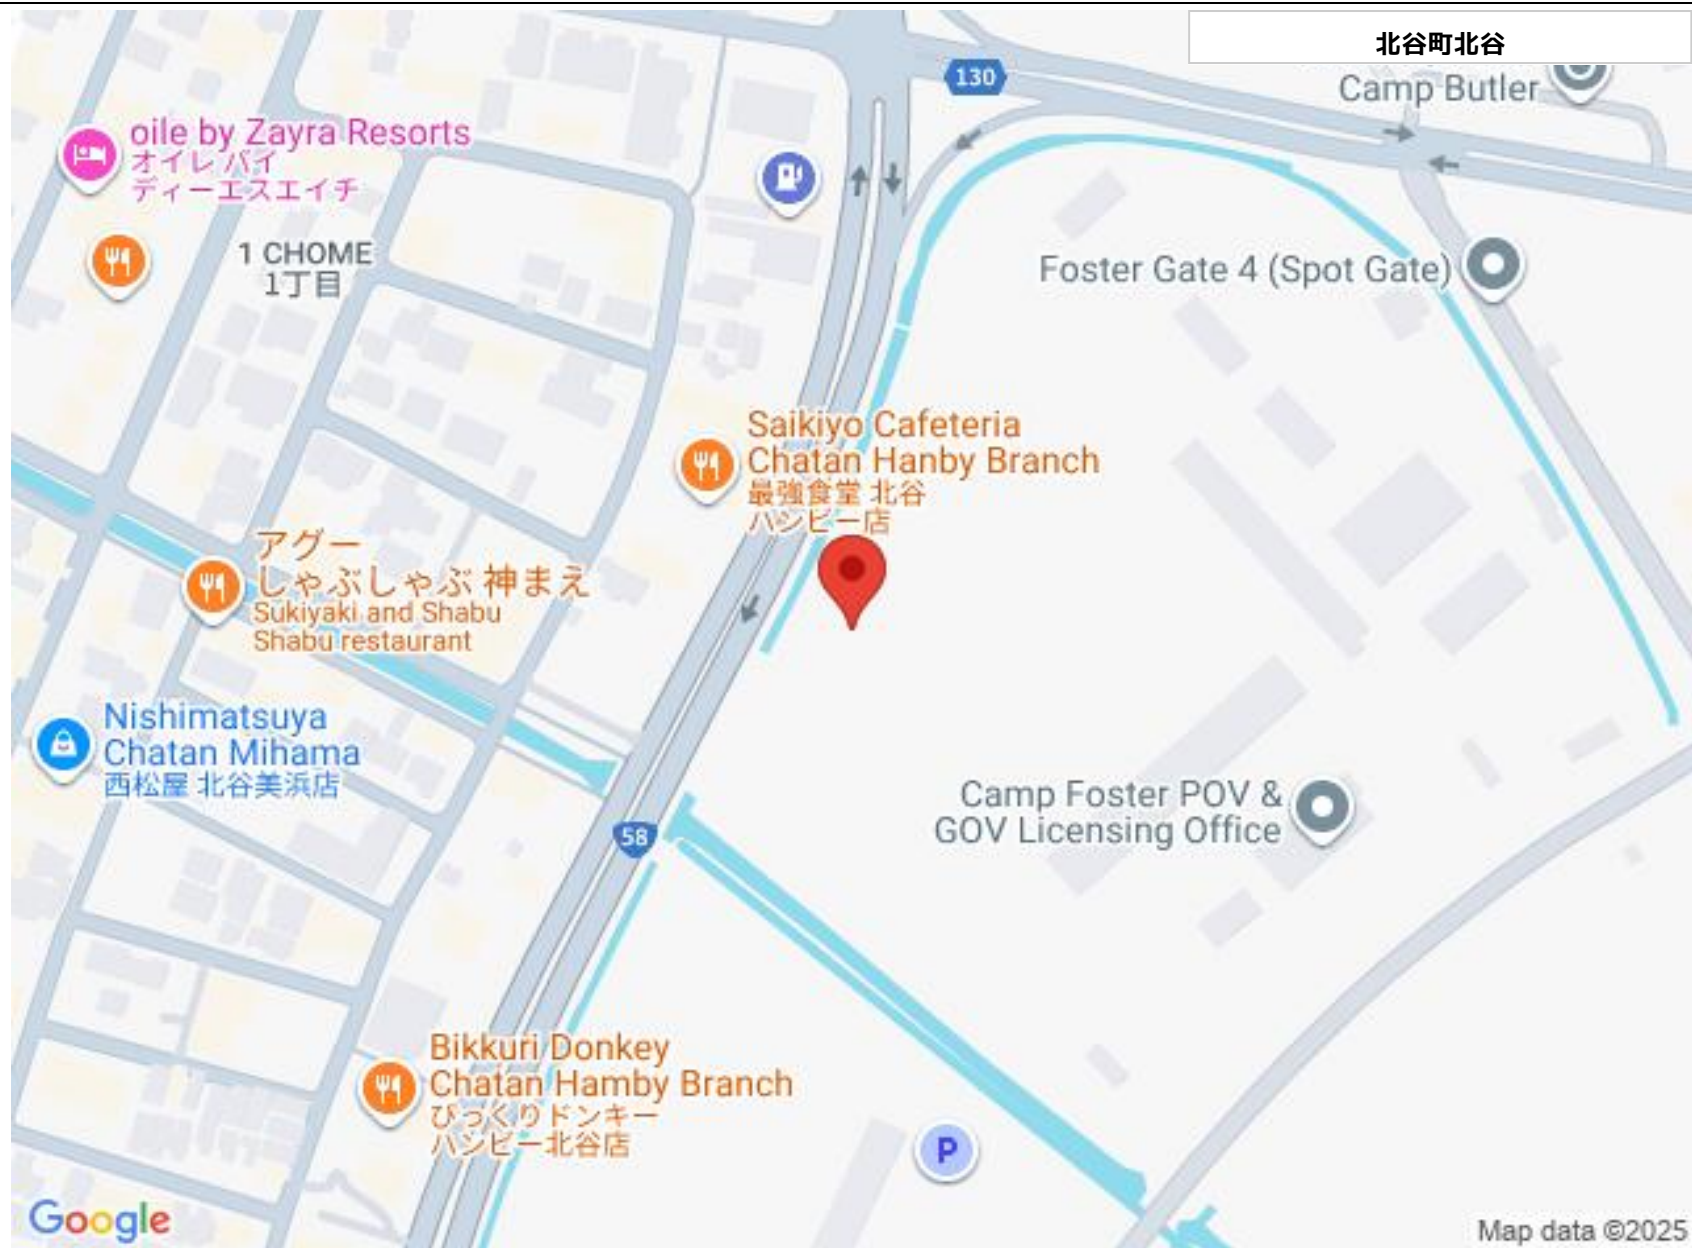 北谷町北谷
130
Camp Butler
oile by Zayra Resorts
オイレ バイ
ディーエスエイチ
1 CHOME
1丁目
Foster Gate 4 (Spot Gate)
Saikiyo Cafeteria
Chatan Hanby Branch
最強食堂 北谷
ハンビー店
アグー
しゃぶしゃぶ 神まえ
Sukiyaki and Shabu
Shabu restaurant
Nishimatsuya
Chatan Mihama
西松屋 北谷美浜店
Camp Foster POV &
GOV Licensing Office
58
Bikkuri Donkey
Chatan Hamby Branch
びっくりドンキー
ハンビー北谷店
P
Google
Map data ©2025